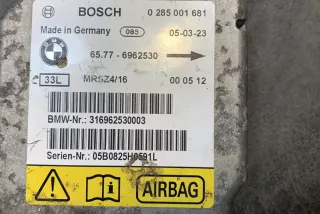 BOSCH 0 285 001 681
Made in Germany 085 05-03-23
65.77 - 6962530
33L MRSZ4/16 00 05 12
BMW-Nr.: 316962530003
Serien-Nr.: 05B0825H0591L
AIRBAG